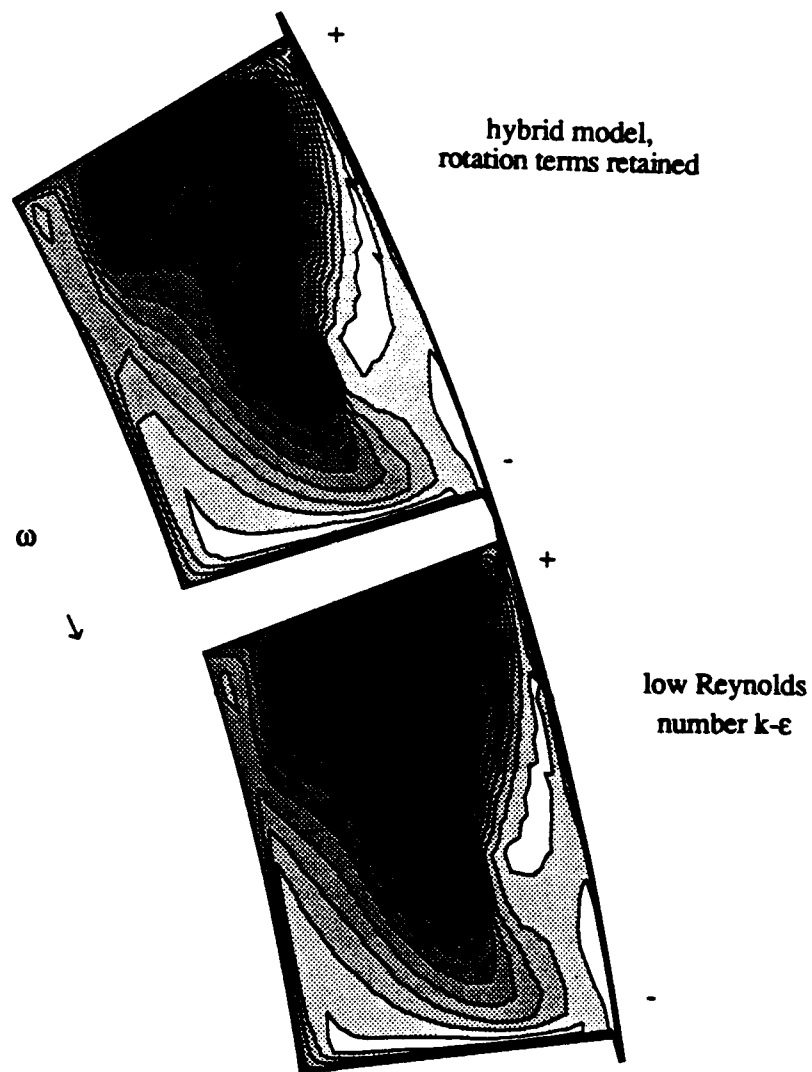 +
hybrid model,
rotation terms retained
-
ω
+
low Reynolds
number k-ϵ
-